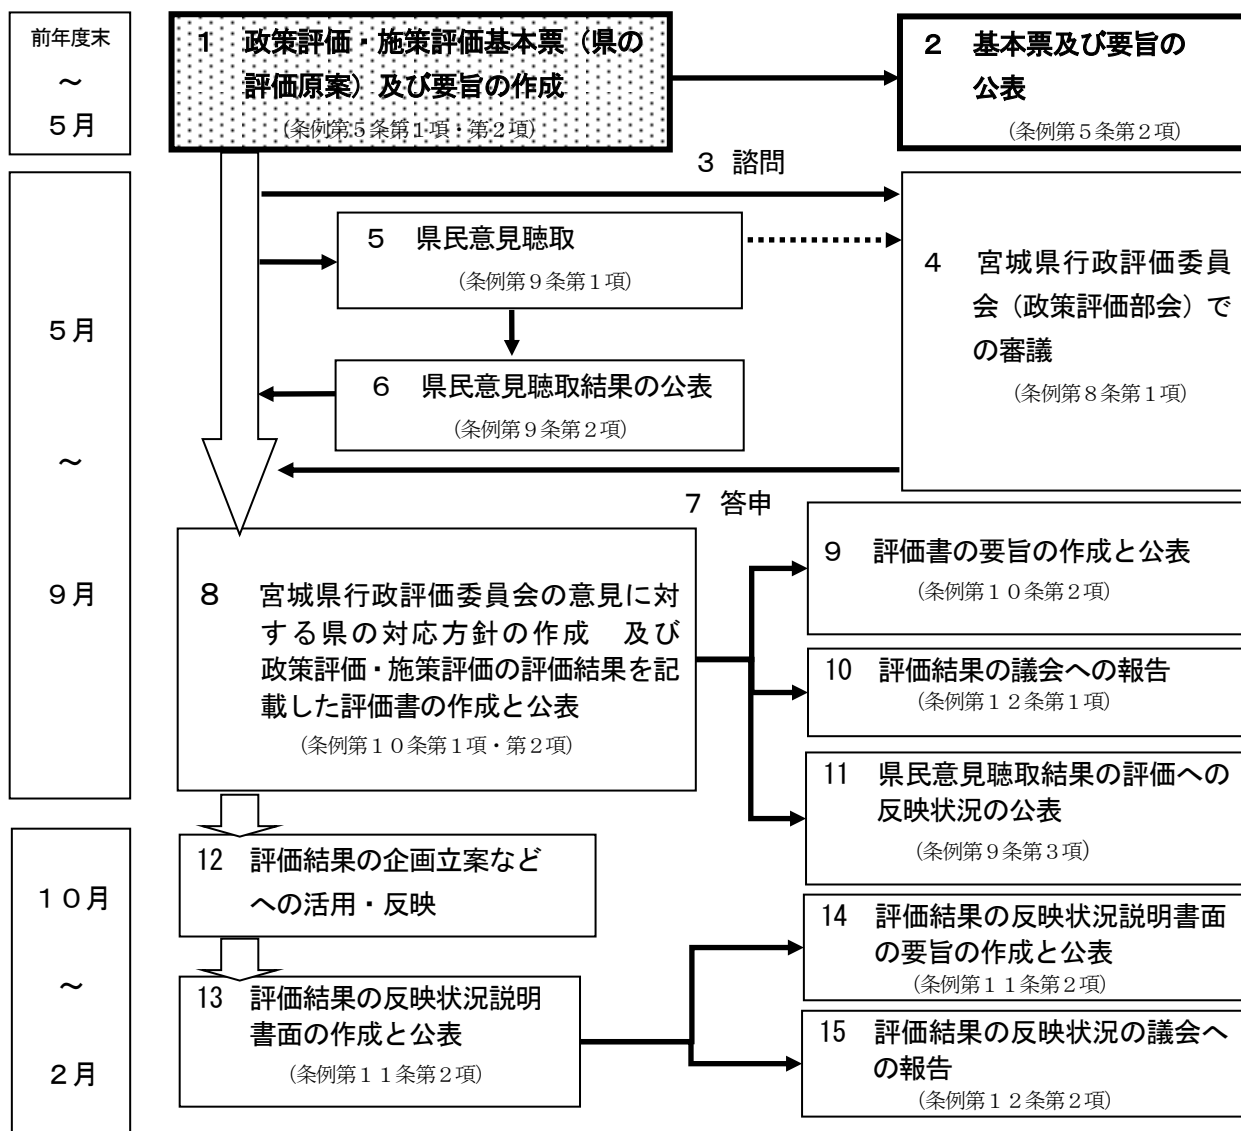 前年度末
～
５月
１　政策評価・施策評価基本票（県の
評価原案）及び要旨の作成
（条例第５条第１項・第２項）
２　基本票及び要旨の
公表
（条例第５条第２項）
５月
～
９月
３ 諮問
５　県民意見聴取
（条例第９条第１項）
４　宮城県行政評価委員
会（政策評価部会）で
の審議
（条例第８条第１項）
６　県民意見聴取結果の公表
（条例第９条第２項）
７ 答申
８　宮城県行政評価委員会の意見に対
する県の対応方針の作成　及び
政策評価・施策評価の評価結果を記
載した評価書の作成と公表
（条例第１０条第１項・第２項）
９　評価書の要旨の作成と公表
（条例第１０条第２項）
10　評価結果の議会への報告
（条例第１２条第１項）
11　県民意見聴取結果の評価への
反映状況の公表
（条例第９条第３項）
１０月
～
２月
12　評価結果の企画立案など
への活用・反映
13　評価結果の反映状況説明
書面の作成と公表
（条例第１１条第２項）
14　評価結果の反映状況説明書面
の要旨の作成と公表
（条例第１１条第２項）
15　評価結果の反映状況の議会へ
の報告
（条例第１２条第２項）